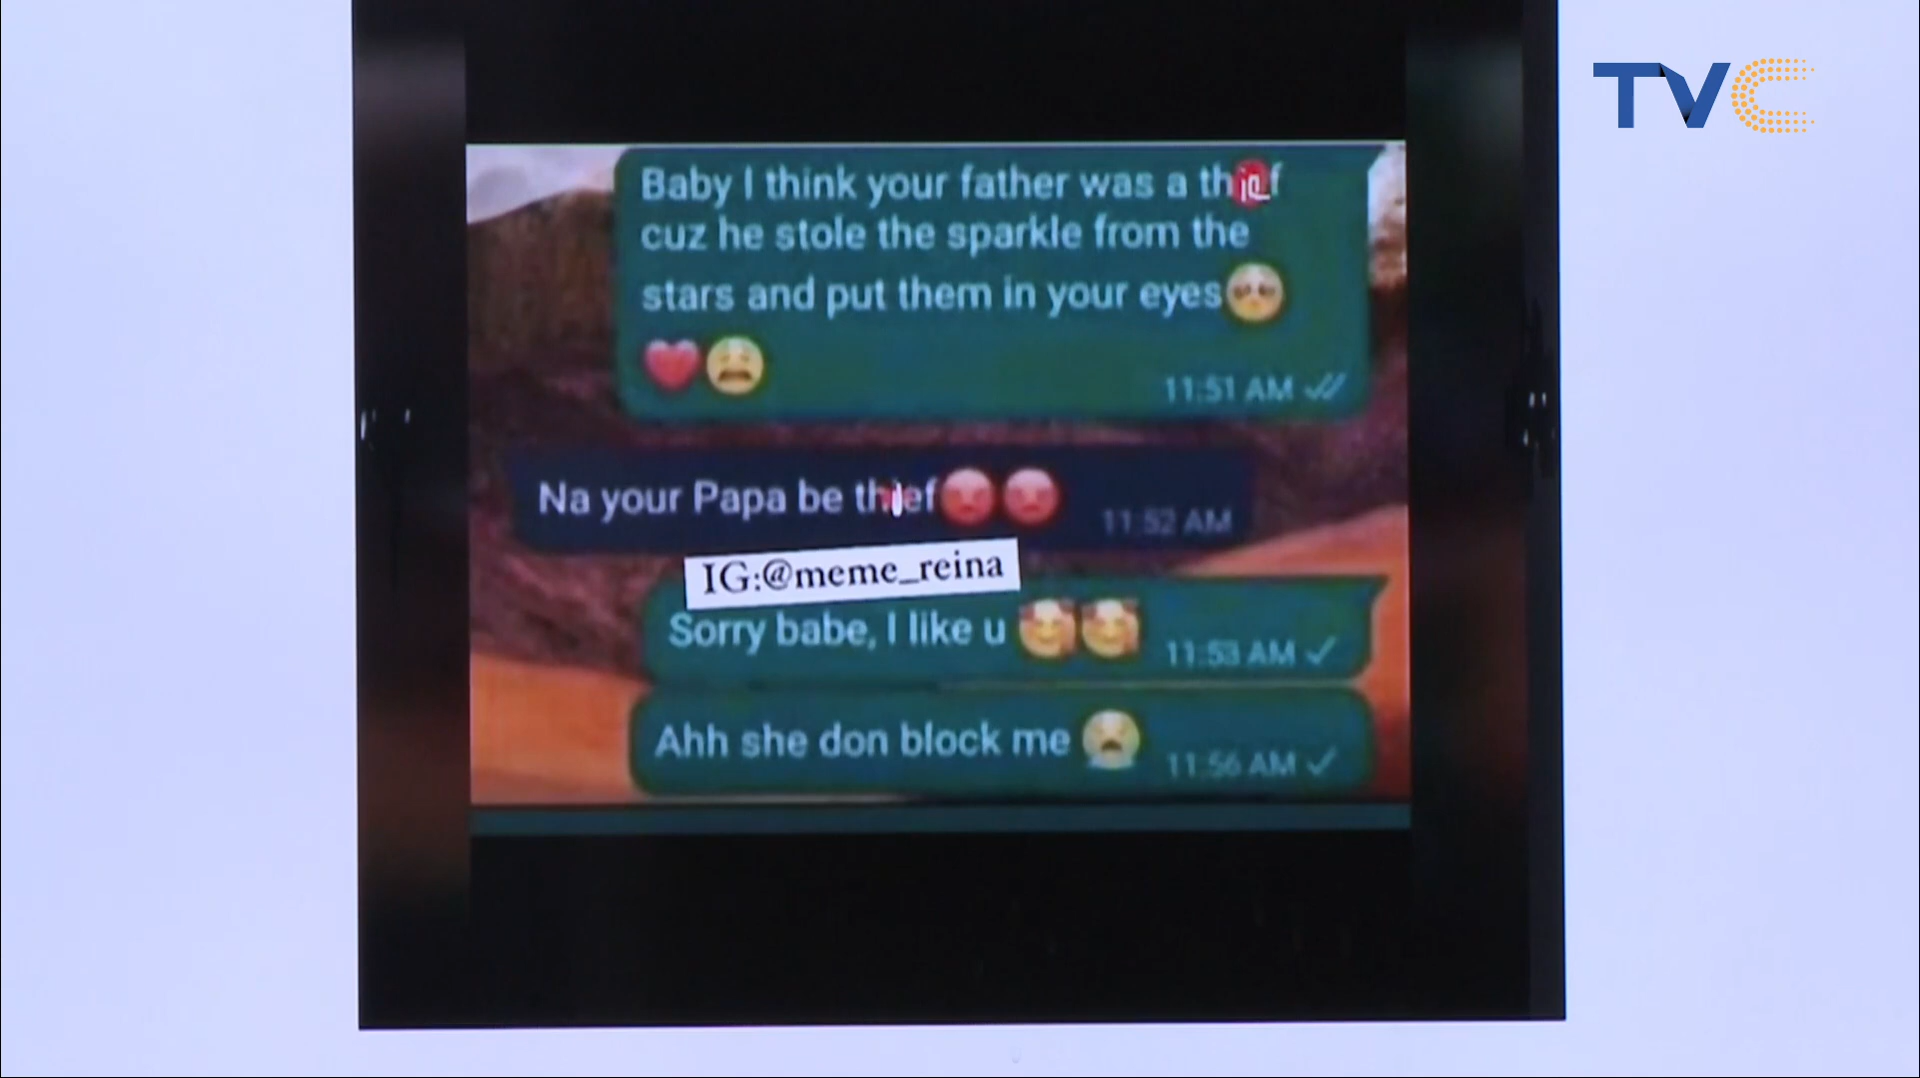 TVC
Baby I think your father was a thief
cuz he stole the sparkle from the
stars and put them in your eyes🥺
❤️😩
11:51 AM
Na your Papa be thief😡😡
11:52 AM
IG:@meme_reina
Sorry babe, I like u 🥰🥰
11:53 AM
Ahh she don block me 😭
11:56 AM